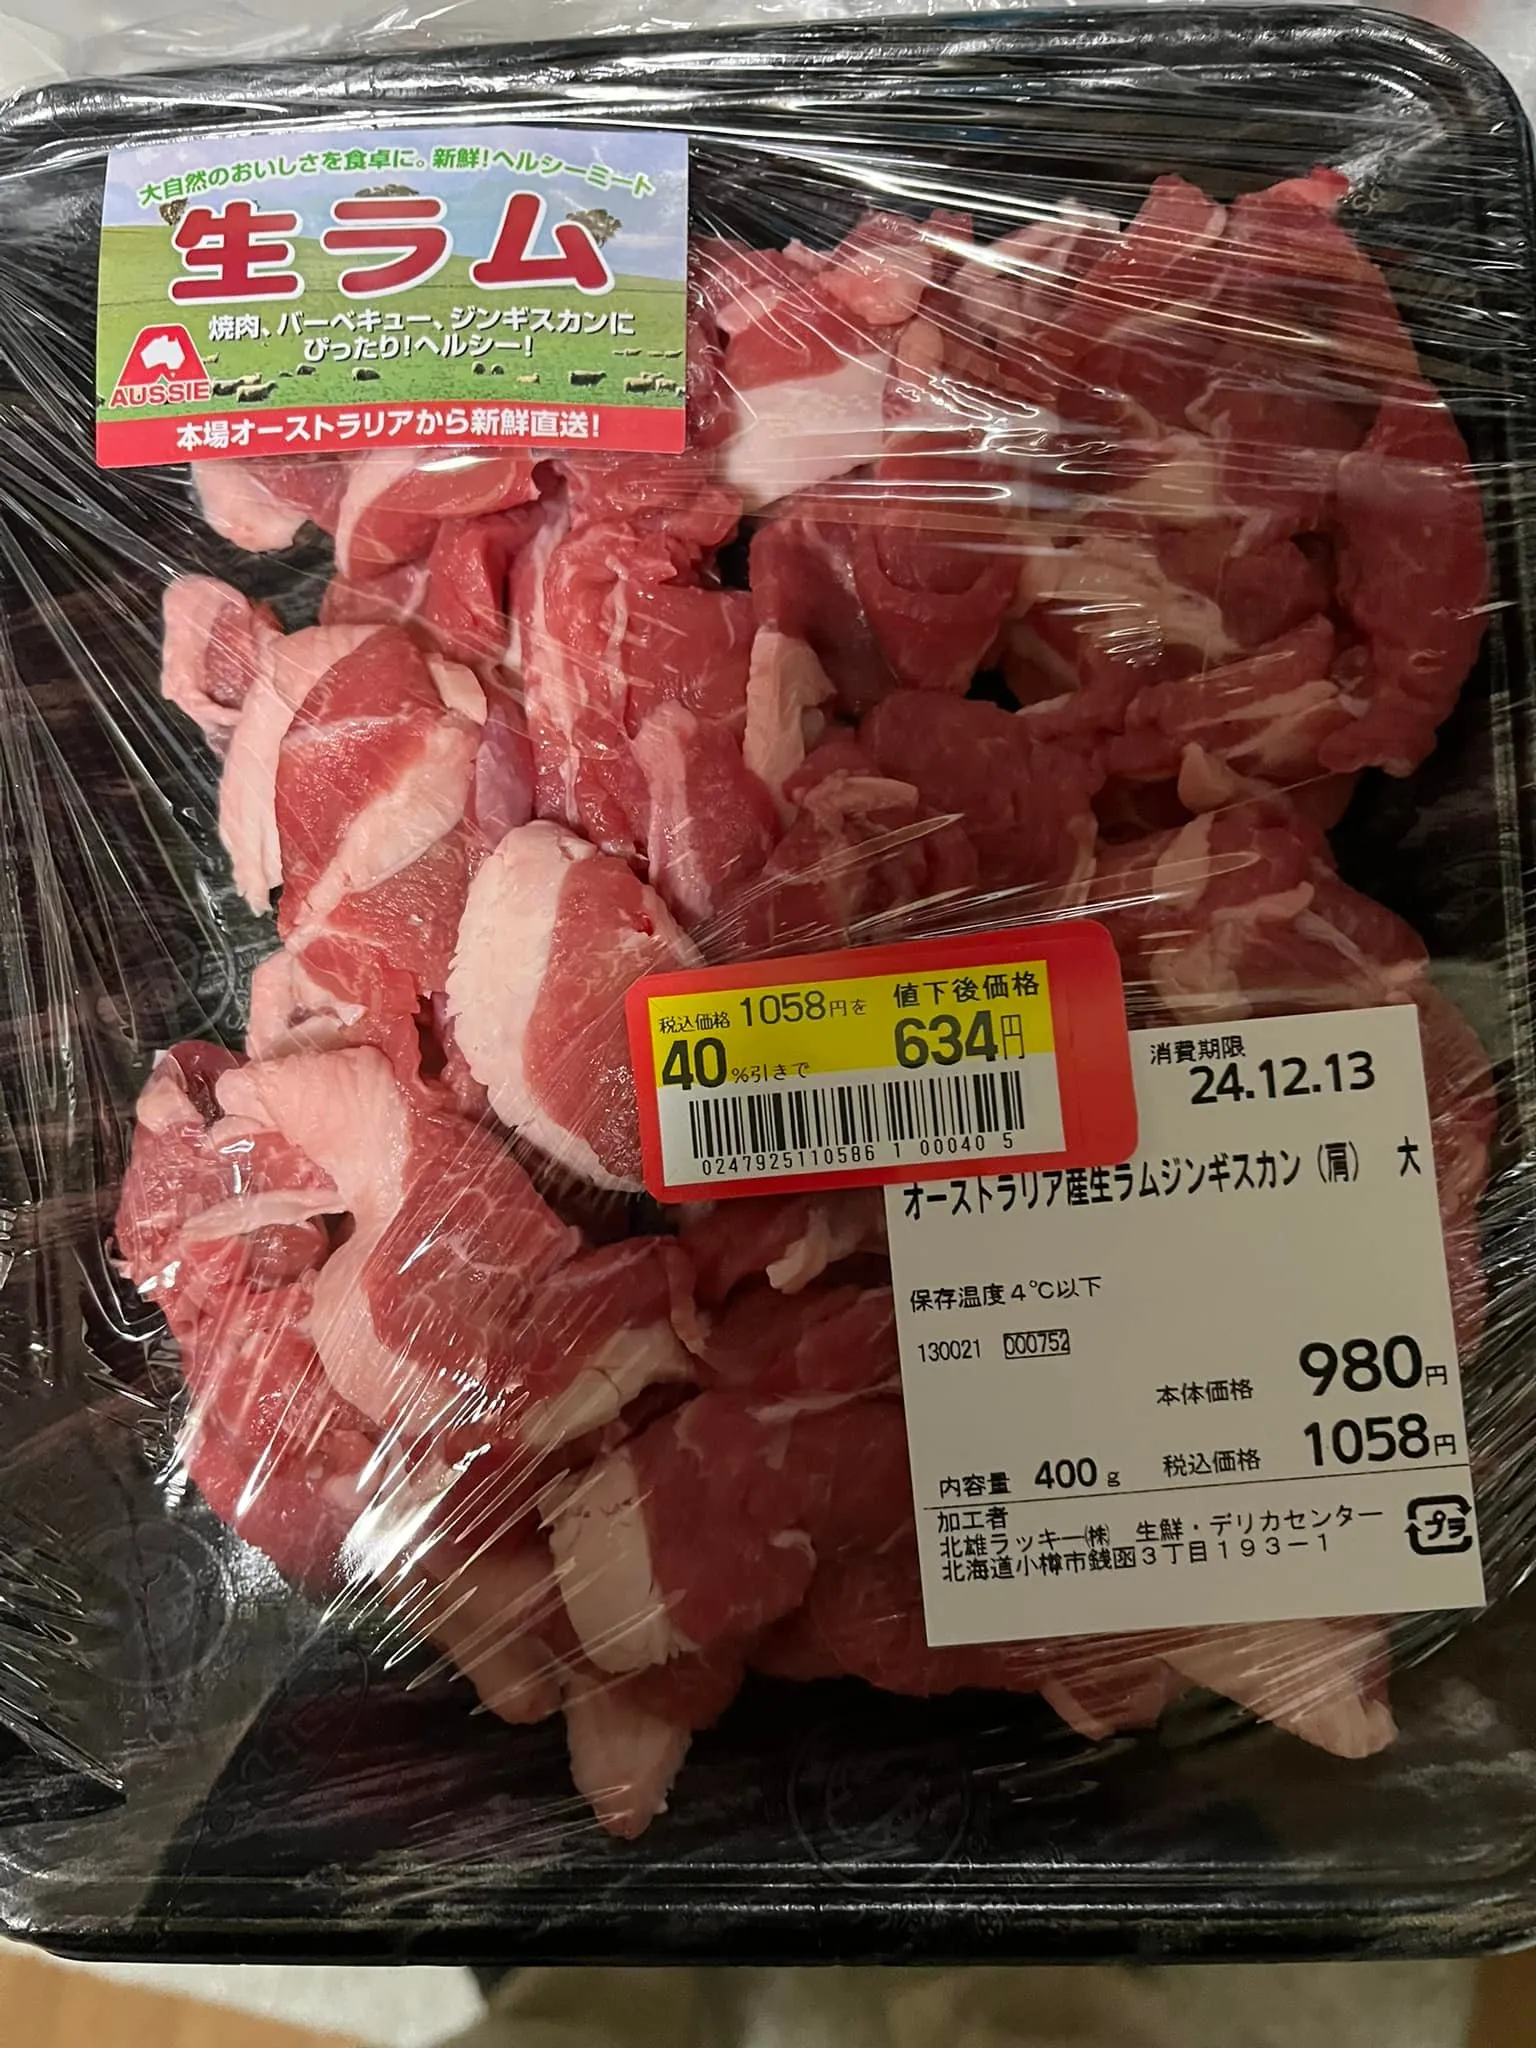 大自然のおいしさを食卓に。新鮮!ヘルシーミート
生ラム
焼肉、バーベキュー、ジンギスカンに
ぴったり!ヘルシー!
AUSSIE
本場オーストラリアから新鮮直送!
税込価格 1058円を 値下後価格
40%引きで 634円
0247925110586 1 00040 5
消費期限
24.12.13
オーストラリア産生ラムジンギスカン（肩） 大
保存温度4℃以下
130021 000752
本体価格 980円
内容量 400g 税込価格 1058円
加工者
北雄ラッキー㈱ 生鮮・デリカセンター
北海道小樽市銭函3丁目193-1
プラ